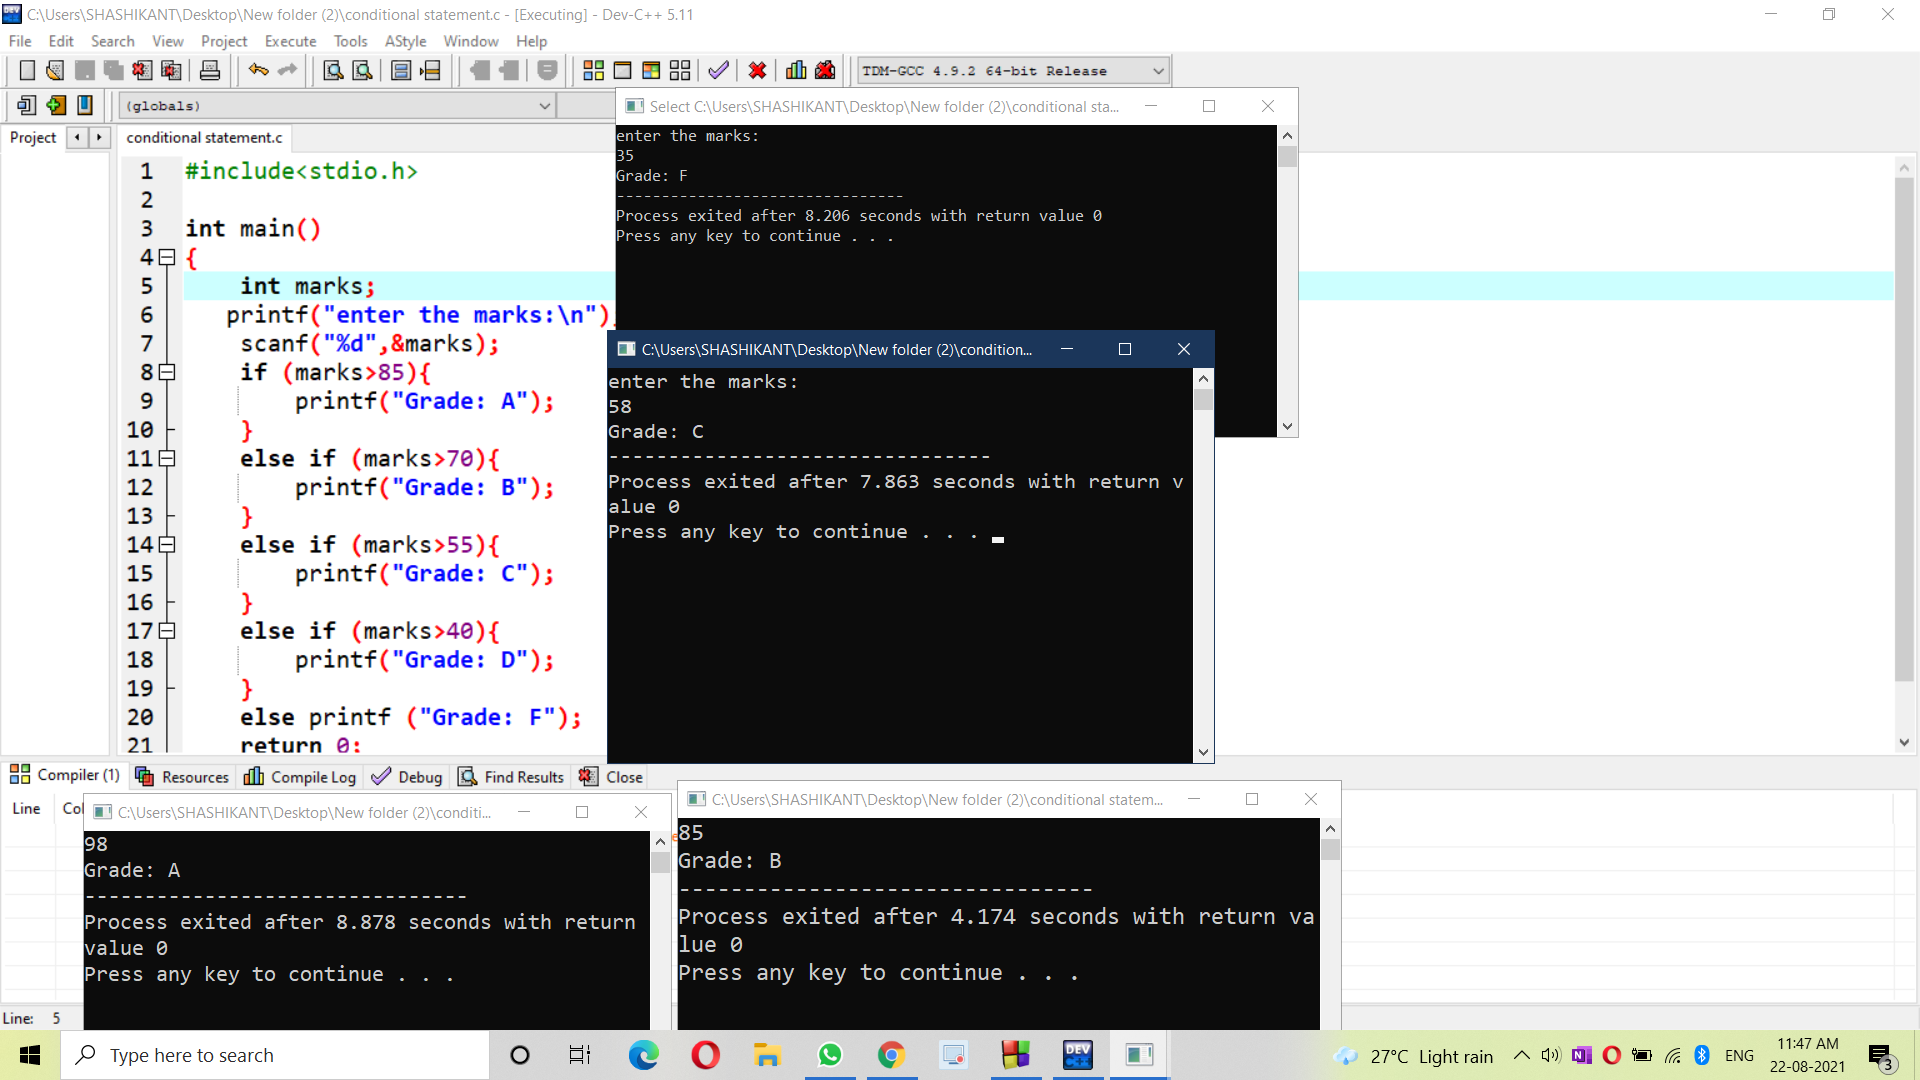 C:\Users\SHASHIKANT\Desktop\New folder (2)\conditional statement.c - [Executing] - Dev-C++ 5.11
File Edit Search View Project Execute Tools AStyle Window Help
TDM-GCC 4.9.2 64-bit Release
(globals)
Project
conditional statement.c
1 #include<stdio.h>
2
3 int main()
4 {
5 int marks;
6 printf("enter the marks:\n")
7 scanf("%d",&marks);
8 if (marks>85){
9 printf("Grade: A");
10 }
11 else if (marks>70){
12 printf("Grade: B");
13 }
14 else if (marks>55){
15 printf("Grade: C");
16 }
17 else if (marks>40){
18 printf("Grade: D");
19 }
20 else printf ("Grade: F");
21 return 0;
Select C:\Users\SHASHIKANT\Desktop\New folder (2)\conditional sta...
enter the marks:
35
Grade: F
--------------------------------
Process exited after 8.206 seconds with return value 0
Press any key to continue . . .
C:\Users\SHASHIKANT\Desktop\New folder (2)\condition...
enter the marks:
58
Grade: C
--------------------------------
Process exited after 7.863 seconds with return v
alue 0
Press any key to continue . . .
Compiler (1) Resources Compile Log Debug Find Results Close
Line Col
C:\Users\SHASHIKANT\Desktop\New folder (2)\conditi...
98
Grade: A
--------------------------------
Process exited after 8.878 seconds with return
value 0
Press any key to continue . . .
C:\Users\SHASHIKANT\Desktop\New folder (2)\conditional statem...
85
Grade: B
--------------------------------
Process exited after 4.174 seconds with return va
lue 0
Press any key to continue . . .
Line: 5
Type here to search
DEV C++
27°C Light rain
ENG
11:47 AM
22-08-2021
3